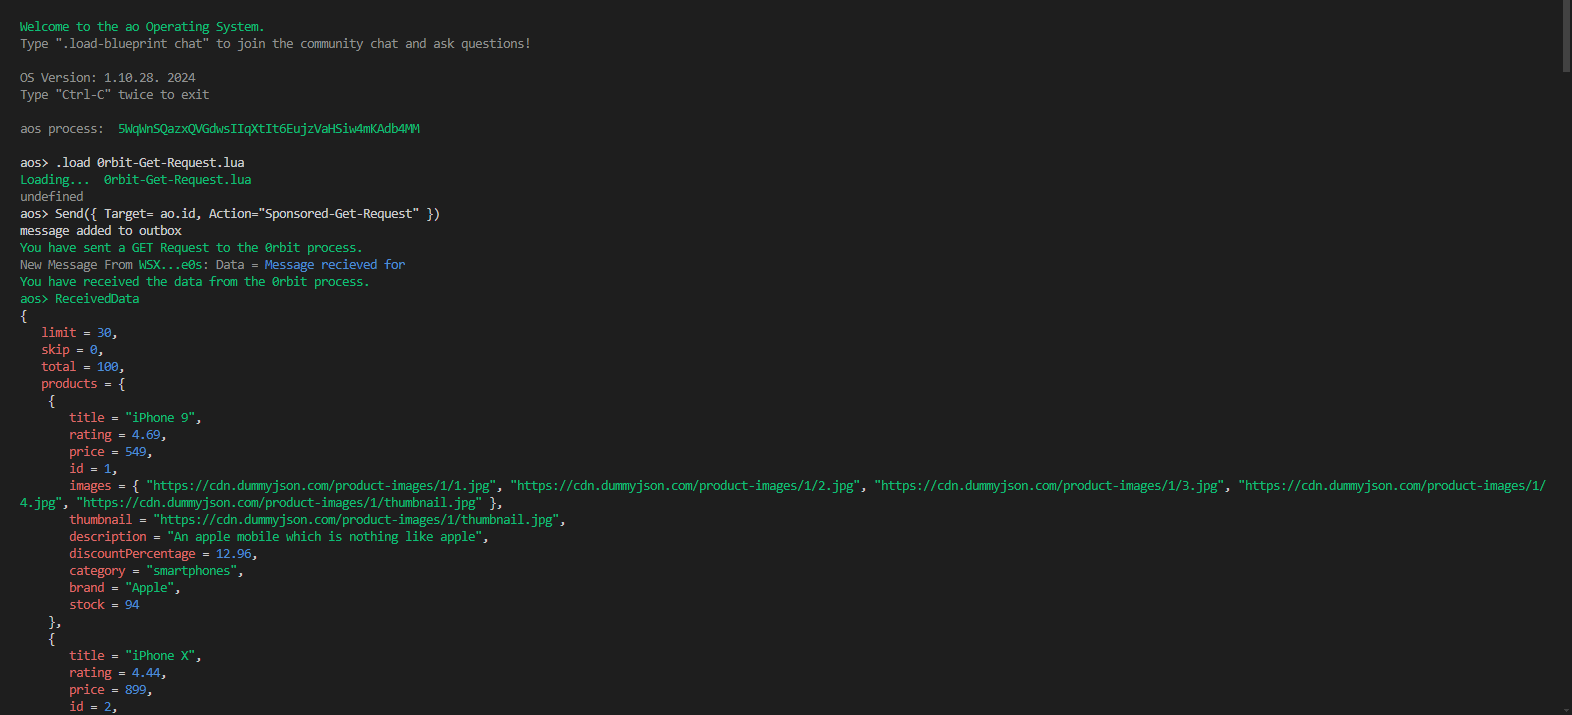 Welcome to the ao Operating System.
Type ".load-blueprint chat" to join the community chat and ask questions!
OS Version: 1.10.28. 2024
Type "Ctrl-C" twice to exit
aos process:  5WqWnSQazxQVGdwsIIqXtIt6EujzVaHSiw4mKAdb4MM
aos> .load 0rbit-Get-Request.lua
Loading...  0rbit-Get-Request.lua
undefined
aos> Send({ Target= ao.id, Action="Sponsored-Get-Request" })
message added to outbox
You have sent a GET Request to the 0rbit process.
New Message From WSX...e0s: Data = Message recieved for
You have received the data from the 0rbit process.
aos> ReceivedData
{
   limit = 30,
   skip = 0,
   total = 100,
   products = {
    {
       title = "iPhone 9",
       rating = 4.69,
       price = 549,
       id = 1,
       images = { "https://cdn.dummyjson.com/product-images/1/1.jpg", "https://cdn.dummyjson.com/product-images/1/2.jpg", "https://cdn.dummyjson.com/product-images/1/3.jpg", "https://cdn.dummyjson.com/product-images/1/
4.jpg", "https://cdn.dummyjson.com/product-images/1/thumbnail.jpg" },
       thumbnail = "https://cdn.dummyjson.com/product-images/1/thumbnail.jpg",
       description = "An apple mobile which is nothing like apple",
       discountPercentage = 12.96,
       category = "smartphones",
       brand = "Apple",
       stock = 94
    },
    {
       title = "iPhone X",
       rating = 4.44,
       price = 899,
       id = 2,